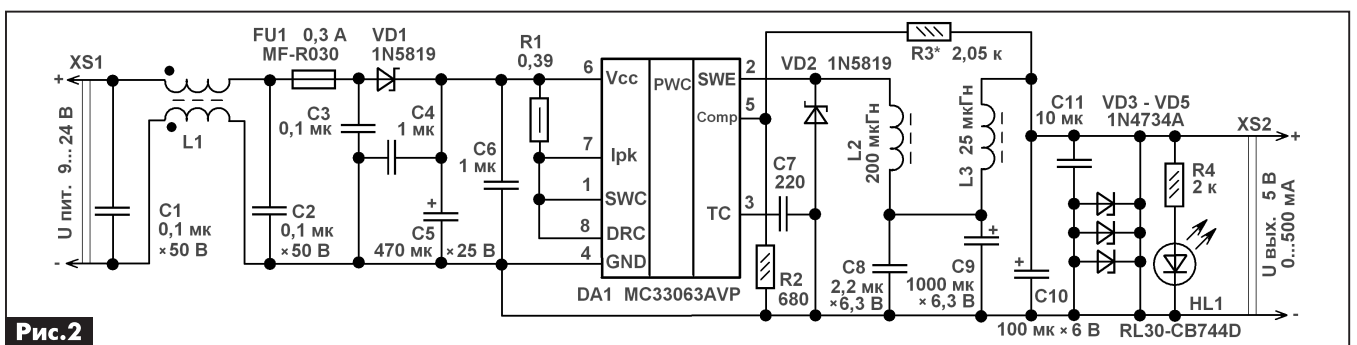 XS1
+
U пит. 9... 24 В
-
C1
0,1 мк
×50 В
L1
FU1 0,3 А
MF-R030
VD1
1N5819
C2
0,1 мк
×50 В
C3
0,1 мк
C4
1 мк
C5
470 мк ×25 В
C6
1 мк
R1
0,39
6
7
1
8
4
Vcc
Ipk
SWC
DRC
GND
PWC
SWE
Comp
TC
2
5
3
DA1 MC33063AVP
R2
680
C7
220
VD2 1N5819
R3* 2,05 к
L2
200 мкГн
L3 25 мкГн
C8
2,2 мк
×6,3 В
C9
+
1000 мк
×6,3 В
+
C10
100 мк × 6 В
C11
10 мк
VD3 - VD5
1N4734A
R4
2 к
HL1
RL30-CB744D
XS2
+
U вых. 5 В
0...500 мА
-
+
Рис.2